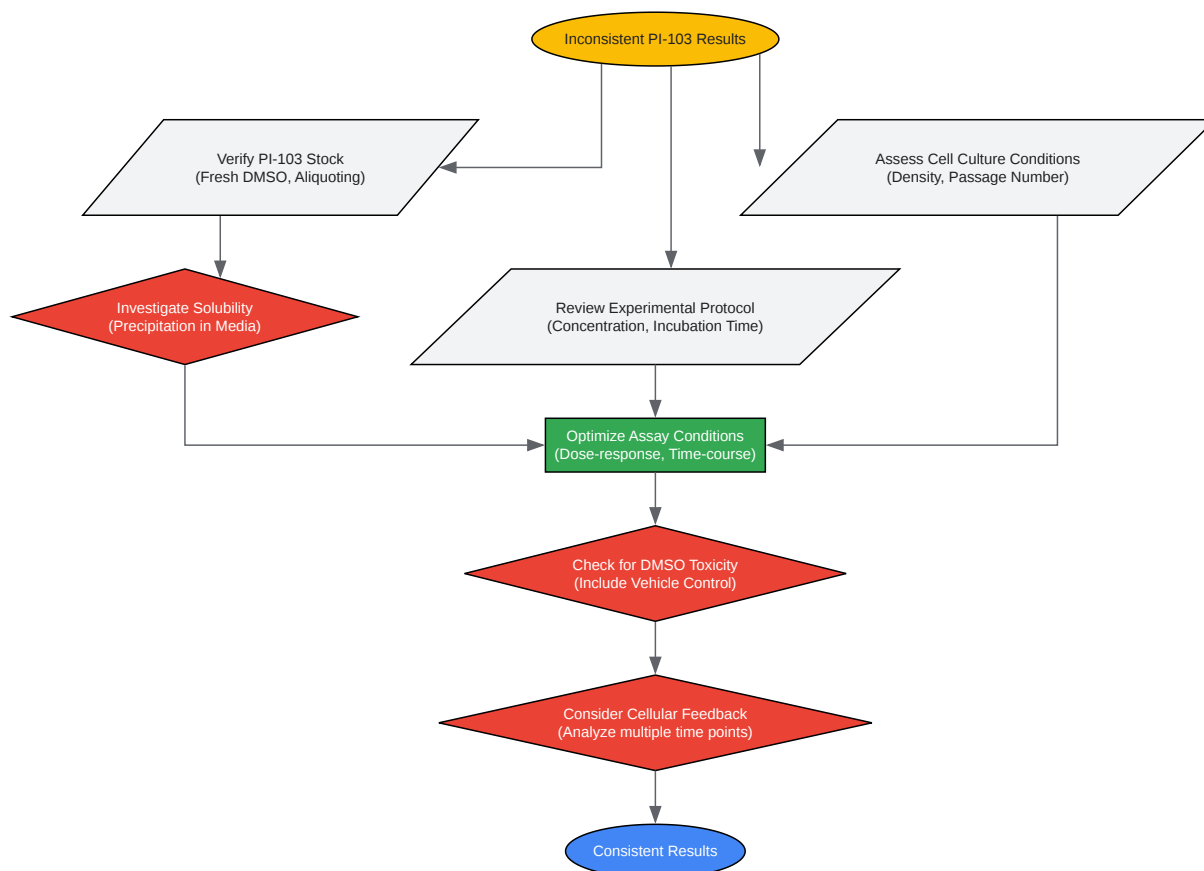 Inconsistent PI-103 Results
Verify PI-103 Stock
(Fresh DMSO, Aliquoting)
Assess Cell Culture Conditions
(Density, Passage Number)
Investigate Solubility
(Precipitation in Media)
Review Experimental Protocol
(Concentration, Incubation Time)
Optimize Assay Conditions
(Dose-response, Time-course)
Check for DMSO Toxicity
(Include Vehicle Control)
Consider Cellular Feedback
(Analyze multiple time points)
Consistent Results